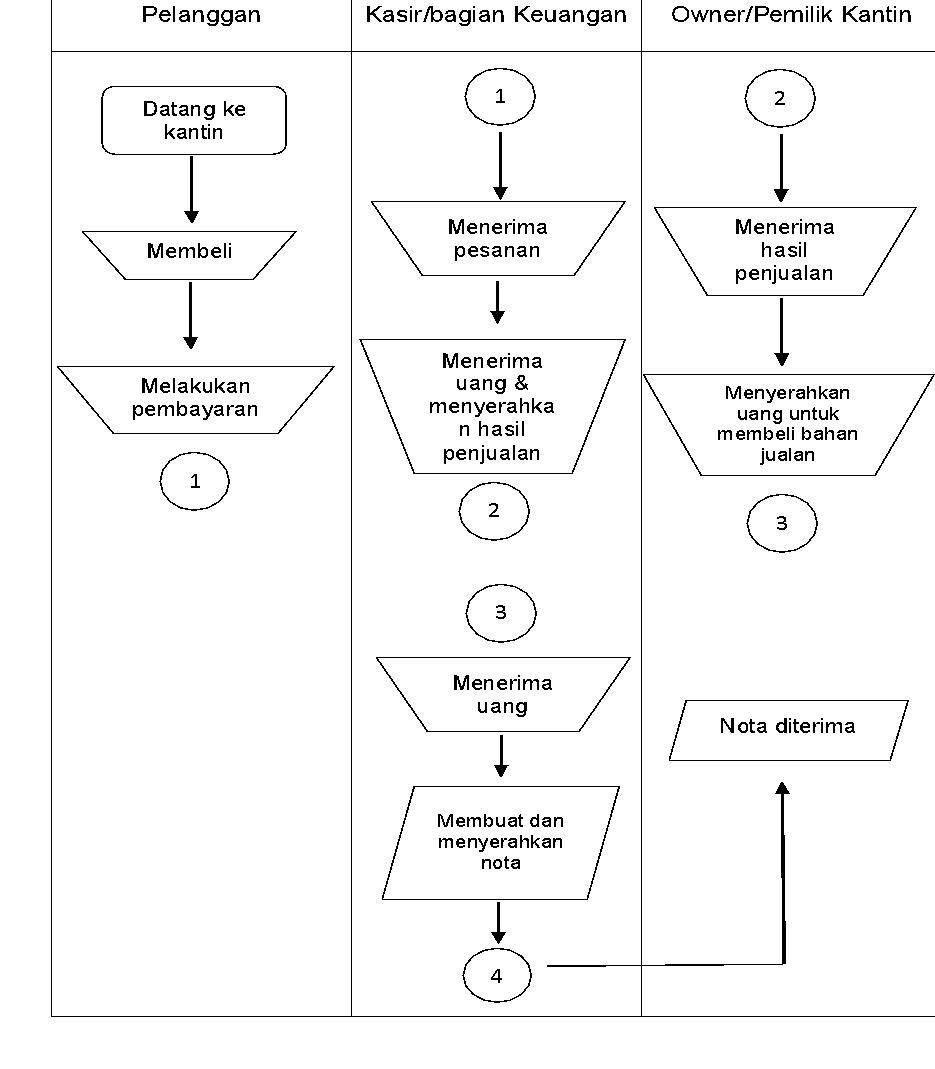 Pelanggan
Kasir/bagian Keuangan
Owner/Pemilik Kantin
Datang ke
kantin
Membeli
Melakukan
pembayaran
1
1
Menerima
pesanan
Menerima
uang &
menyerahka
n hasil
penjualan
2
3
Menerima
uang
Membuat dan
menyerahkan
nota
4
2
Menerima
hasil
penjualan
Menyerahkan
uang untuk
membeli bahan
jualan
3
Nota diterima